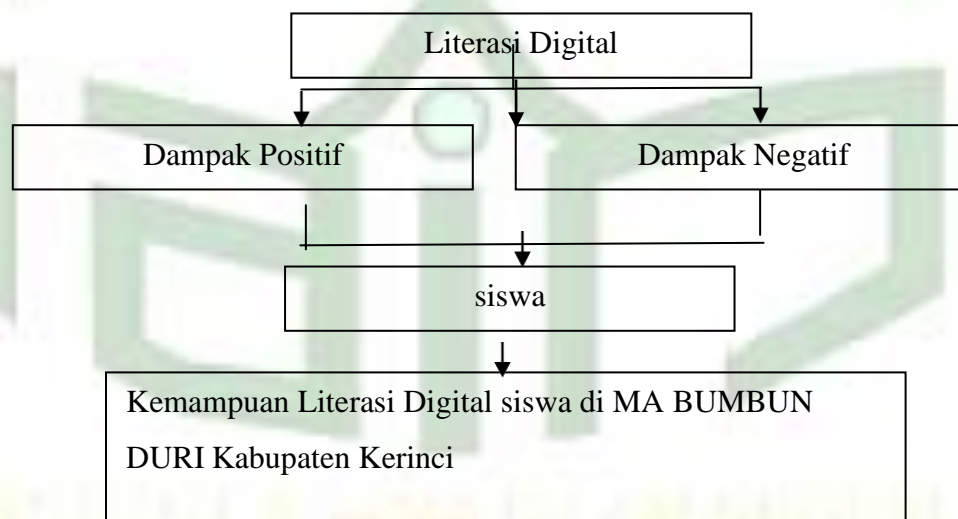 Literasi Digital
Dampak Positif
Dampak Negatif
siswa
Kemampuan Literasi Digital siswa di MA BUMBUN
DURI Kabupaten Kerinci